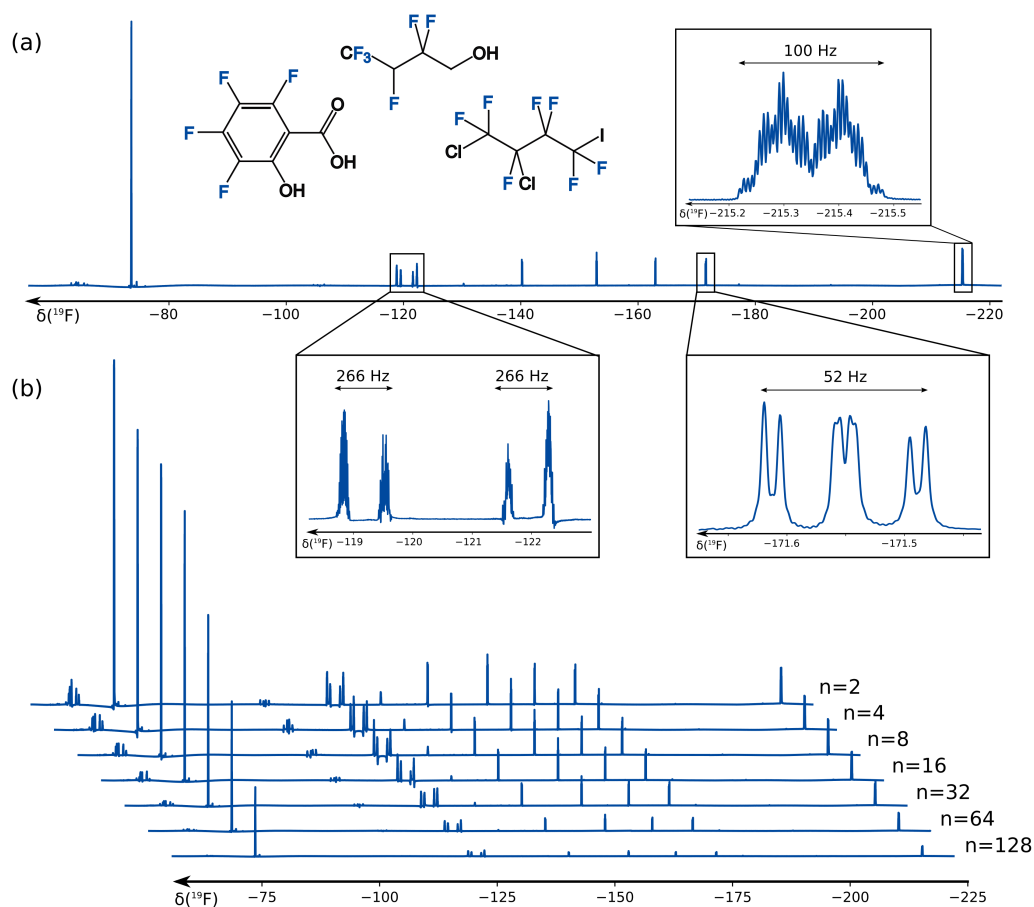 (a)
F F
CF₃ OH
F
F F
F O
F OH
OH
F F F
F
Cl I
F Cl F
F
100 Hz
δ(¹⁹F) −215.2 −215.3 −215.4 −215.5
δ(¹⁹F) −80 −100 −120 −140 −160 −180 −200 −220
(b)
266 Hz 266 Hz
δ(¹⁹F) −119 −120 −121 −122
52 Hz
δ(¹⁹F) −171.6 −171.5
n=2
n=4
n=8
n=16
n=32
n=64
n=128
δ(¹⁹F) −75 −100 −125 −150 −175 −200 −225